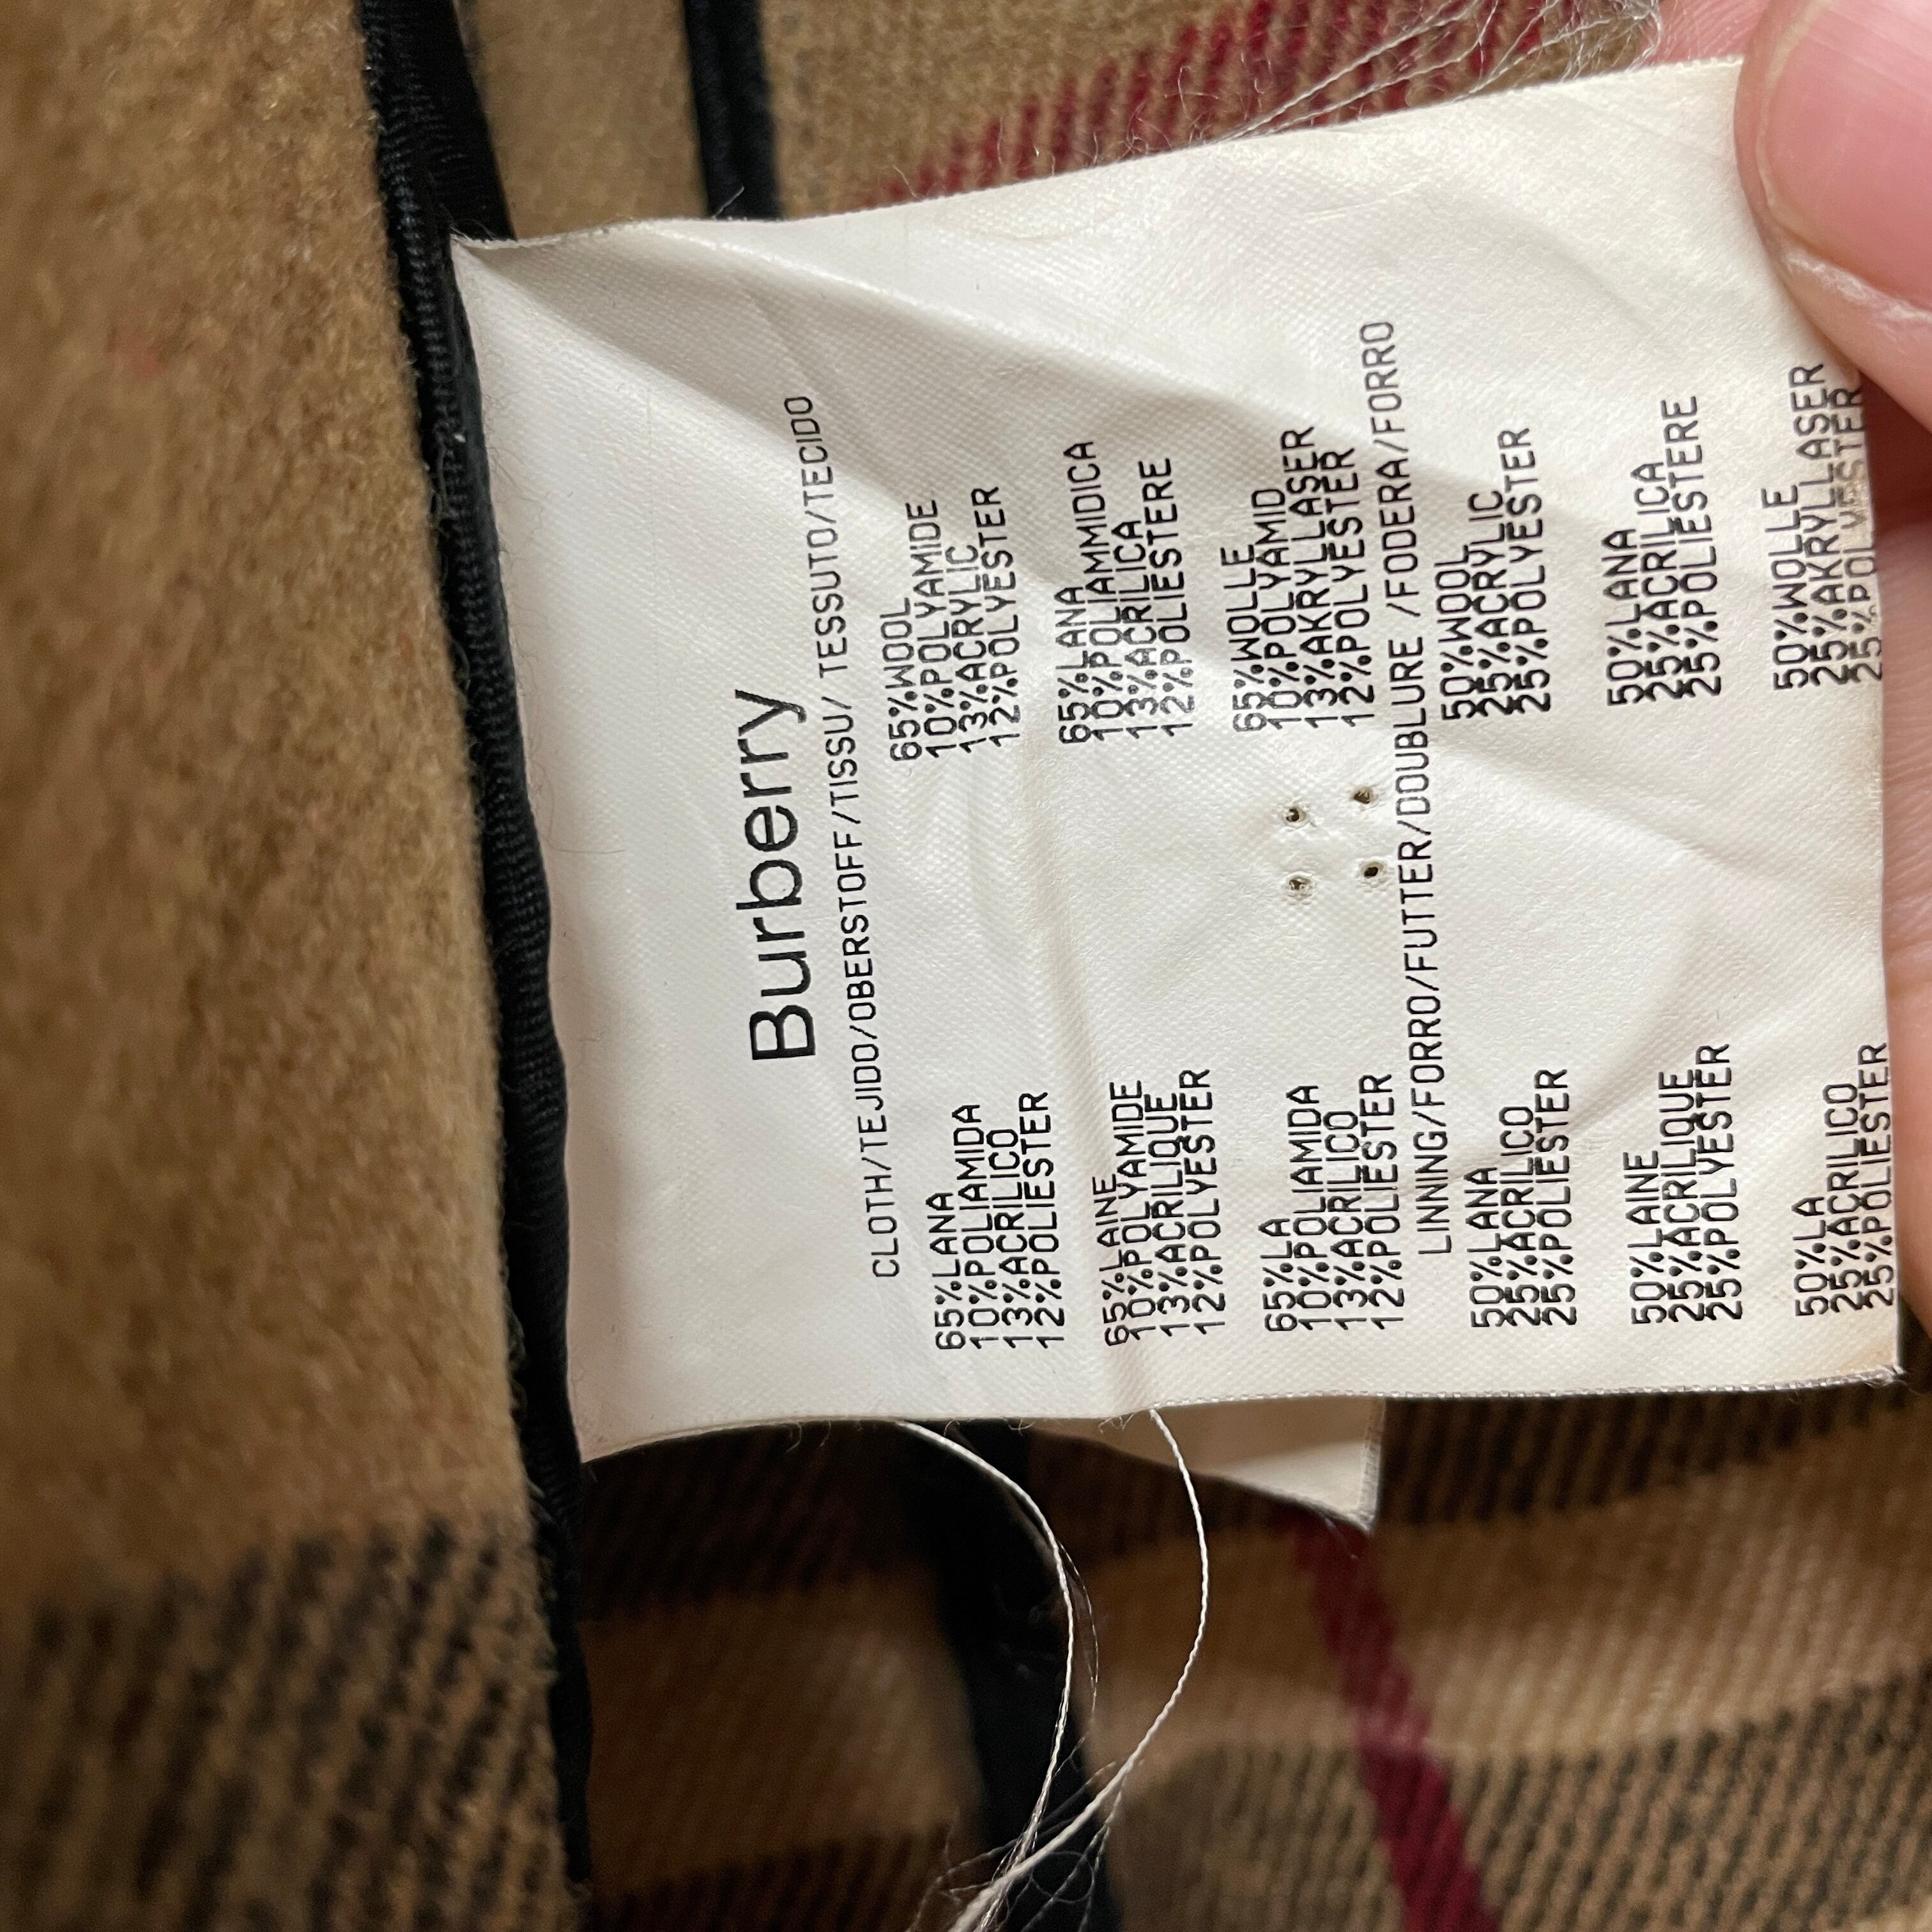 Burberry
CLOTH/TEJIDO/OBERSTOFF/TISSU/ TESSUTO/TECIDO
65%LANA 65%WOOL
10%POLIAMIDA 10%POLYAMIDE
13%ACRILICO 13%ACRYLIC
12%POLIESTER 12%POLYESTER
65%LAINE 65%LANA
10%POLYAMIDE 10%POLIAMMIDICA
13%ACRILIQUE 13%ACRILICA
12%POLYESTER 12%POLIESTERE
65%LA 65%WOLLE
10%POLIAMIDA 10%POLYAMID
13%ACRILICO 13%AKRYLLASER
12%POLIESTER 12%POLYESTER
LINNING/FORRO/FUTTER/DOUBLURE /FODERA/FORRO
50%LANA 50%WOOL
25%ACRILICO 25%ACRYLIC
25%POLIESTER 25%POLYESTER
50%LAINE 50%LANA
25%ACRILIQUE 25%ACRILICA
25%POLYESTER 25%POLIESTERE
50%LA 50%WOLLE
25%ACRILICO 25%AKRYLLASER
25%POLIESTER 25%POLYESTER